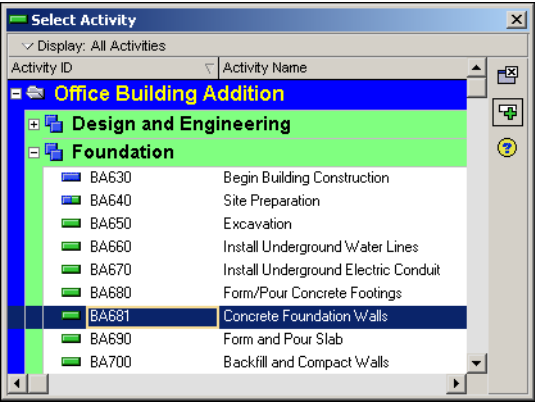 Select Activity
Display: All Activities
Activity ID Activity Name
Office Building Addition
Design and Engineering
Foundation
BA630 Begin Building Construction
BA640 Site Preparation
BA650 Excavation
BA660 Install Underground Water Lines
BA670 Install Underground Electric Conduit
BA680 Form/Pour Concrete Footings
BA681 Concrete Foundation Walls
BA690 Form and Pour Slab
BA700 Backfill and Compact Walls